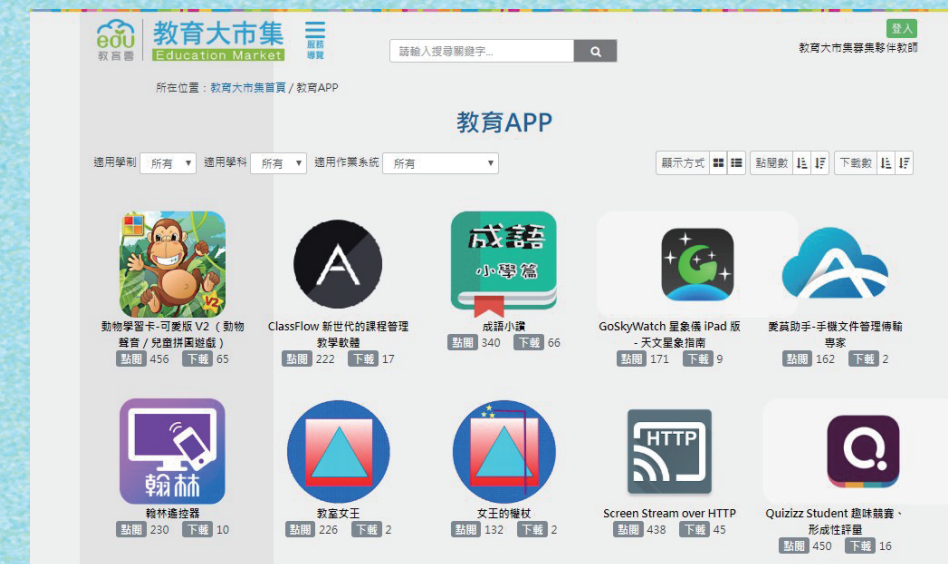 edu
教育雲
教育大市集
Education Market
服務
導覽
請輸入搜尋關鍵字...
登入
教育大市集募集夥伴教師
所在位置：教育大市集首頁 / 教育APP
教育APP
適用學制 所有 適用學科 所有 適用作業系統 所有 顯示方式 點閱數 下載數
V2
A
成語
小學篇
G
動物學習卡-可愛版 V2（動物
聲音 / 兒童拼圖遊戲）
點閱 456 下載 65
ClassFlow 新世代的課程管理
教學軟體
點閱 222 下載 17
成語小讚
點閱 340 下載 66
GoSkyWatch 星象儀 iPad 版
- 天文星象指南
點閱 171 下載 9
愛莫助手-手機文件管理傳輸
專家
點閱 162 下載 2
翰林
HTTP
Q
翰林遙控器
點閱 230 下載 10
教室女王
點閱 226 下載 2
女王的權杖
點閱 132 下載 2
Screen Stream over HTTP
點閱 438 下載 45
Quizizz Student 趣味競賽、
形成性評量
點閱 450 下載 16